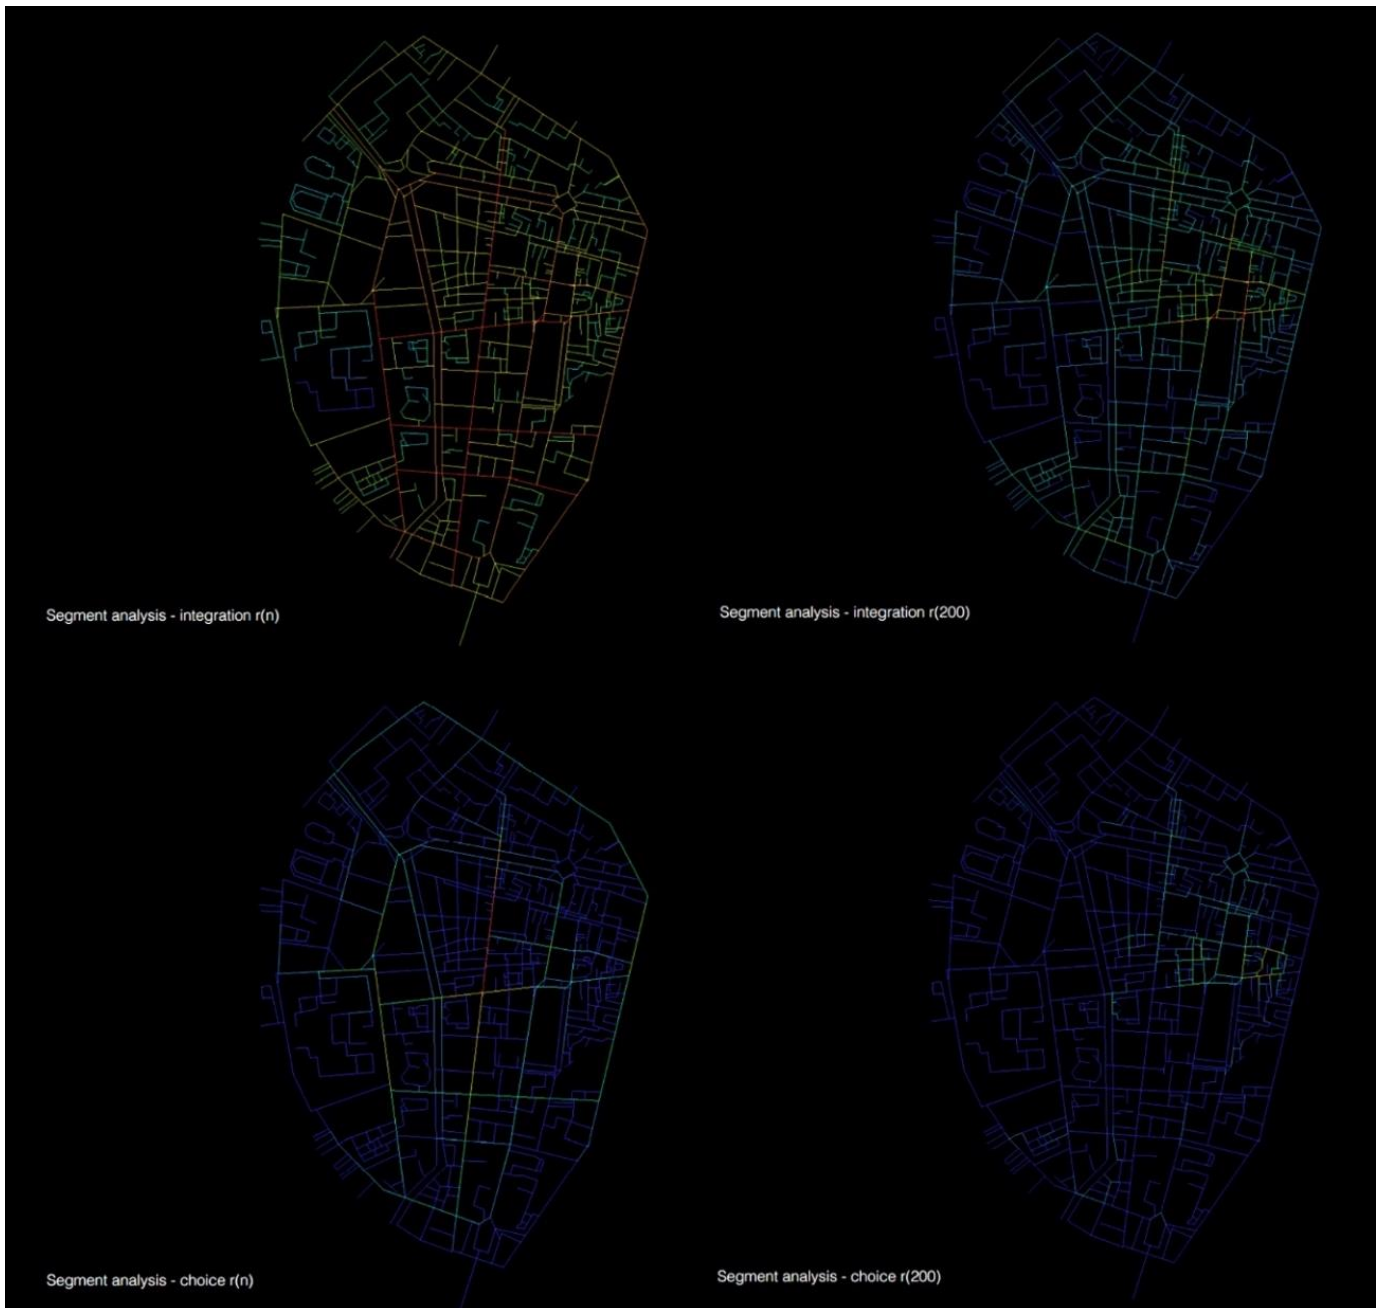 Segment analysis - integration r(n)
Segment analysis - integration r(200)
Segment analysis - choice r(n)
Segment analysis - choice r(200)